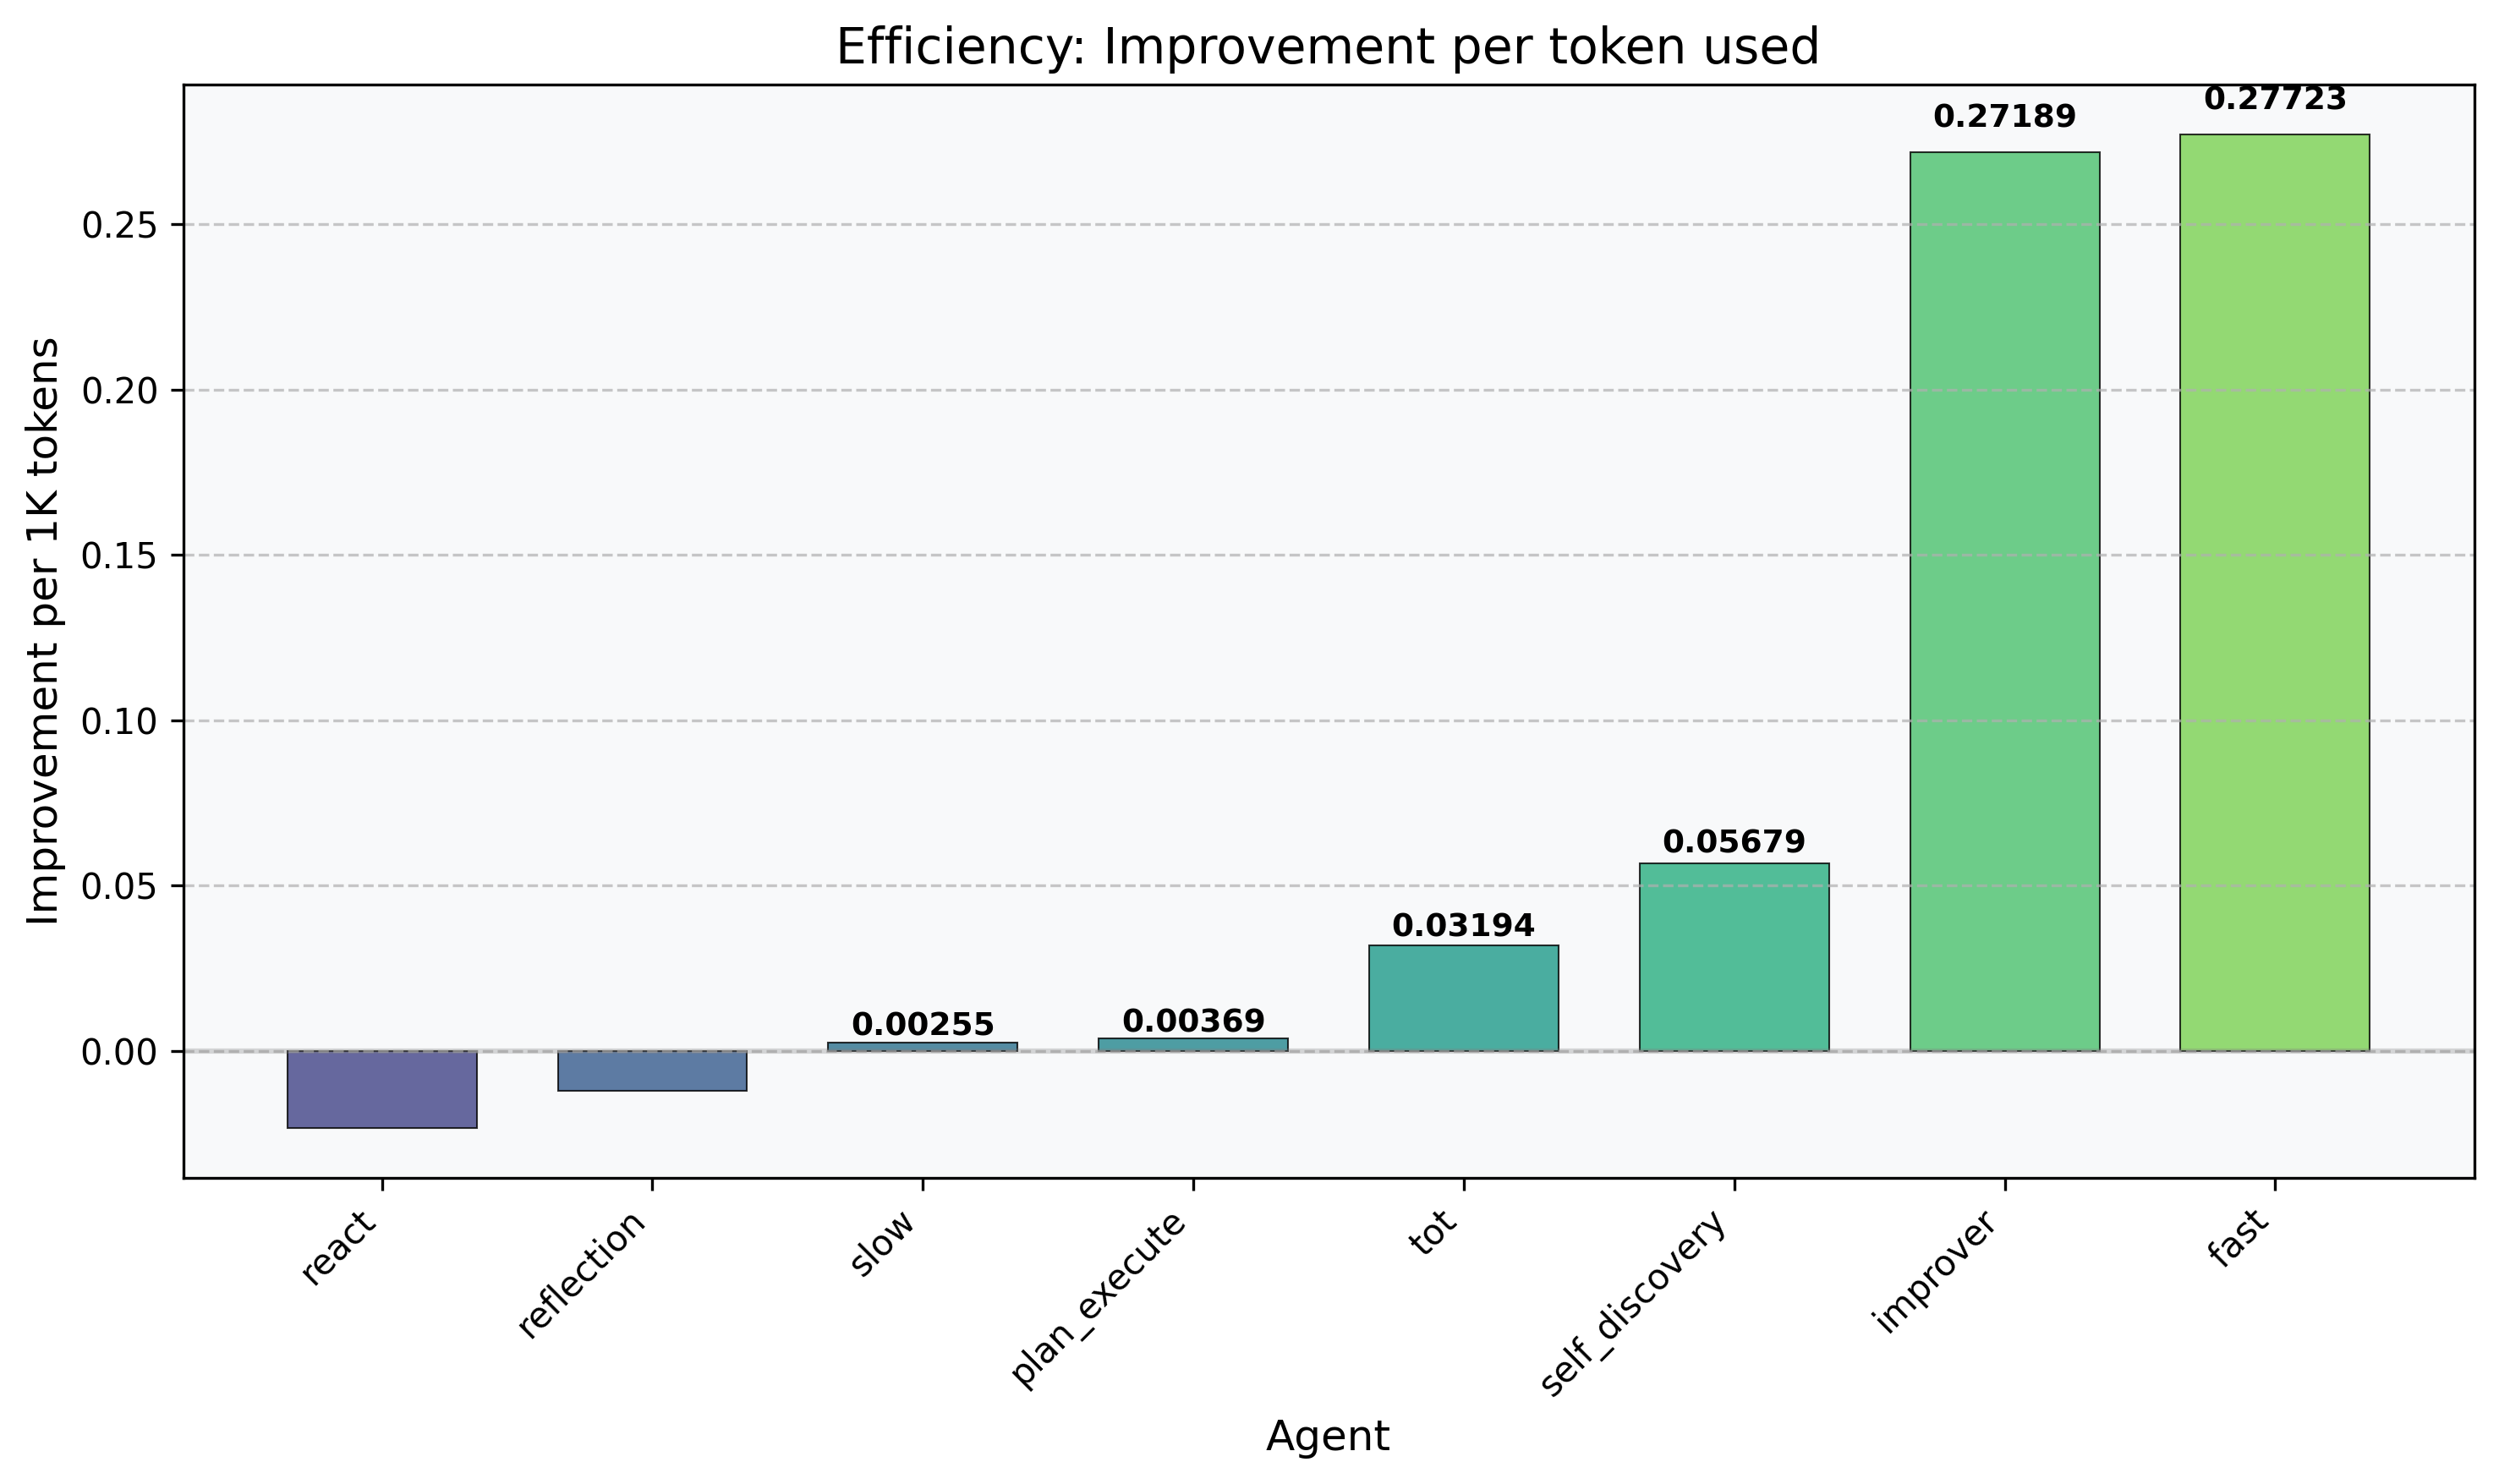 Efficiency: Improvement per token used
Improvement per 1K tokens
0.25
0.20
0.15
0.10
0.05
0.00
0.00255
0.00369
0.03194
0.05679
0.27189
0.27723
react
reflection
slow
plan_execute
tot
self_discovery
improver
fast
Agent